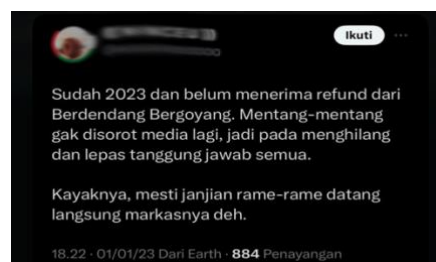 Ikuti
Sudah 2023 dan belum menerima refund dari
Berdendang Bergoyang. Mentang-mentang
gak disorot media lagi, jadi pada menghilang
dan lepas tanggung jawab semua.
Kayaknya, mesti janjian rame-rame datang
langsung markasnya deh.
18.22 · 01/01/23 Dari Earth · 884 Penayangan